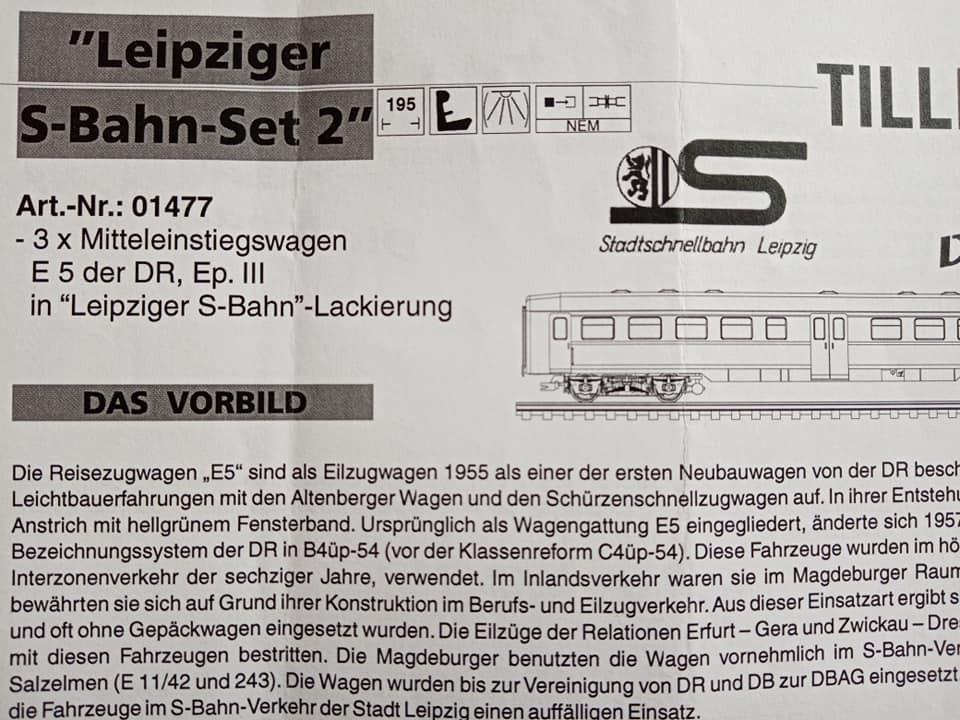 "Leipziger
S-Bahn-Set 2"
195
E
NEM
TILL
Art.-Nr.: 01477
- 3 x Mitteleinstiegswagen
E 5 der DR, Ep. III
in “Leipziger S-Bahn”-Lackierung
S
Stadtschnellbahn Leipzig
DAS VORBILD
Die Reisezugwagen „E5“ sind als Eilzugwagen 1955 als einer der ersten Neubauwagen von der DR besch
Leichtbauerfahrungen mit den Altenberger Wagen und den Schürzenschnellzugwagen auf. In ihrer Entsteh
Anstrich mit hellgrünem Fensterband. Ursprünglich als Wagengattung E5 eingegliedert, änderte sich 1957
Bezeichnungssystem der DR in B4üp-54 (vor der Klassenreform C4üp-54). Diese Fahrzeuge wurden im hö
Interzonenverkehr der sechziger Jahre, verwendet. Im Inlandsverkehr waren sie im Magdeburger Raum
bewährten sie sich auf Grund ihrer Konstruktion im Berufs- und Eilzugverkehr. Aus dieser Einsatzart ergibt s
und oft ohne Gepäckwagen eingesetzt wurden. Die Eilzüge der Relationen Erfurt – Gera und Zwickau – Dre
mit diesen Fahrzeugen bestritten. Die Magdeburger benutzten die Wagen vornehmlich im S-Bahn-Ver
Salzelmen (E 11/42 und 243). Die Wagen wurden bis zur Vereinigung von DR und DB zur DBAG eingesetzt.
die Fahrzeuge im S-Bahn-Verkehr der Stadt Leipzig einen auffälligen Einsatz.